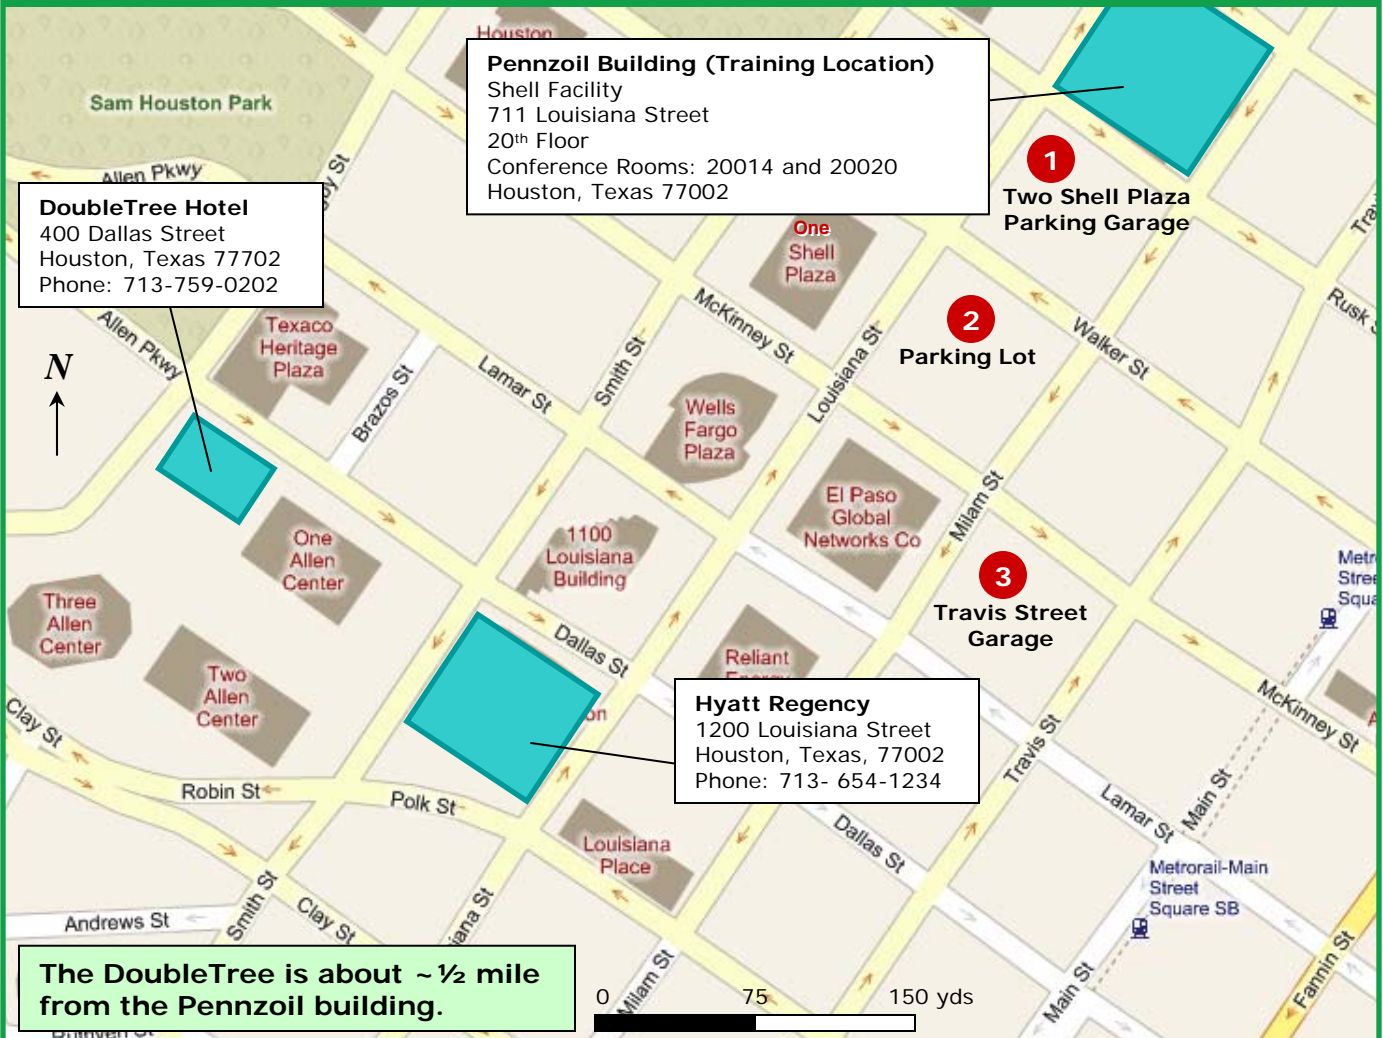 Houston
Pennzoil Building (Training Location)
Shell Facility
711 Louisiana Street
20th Floor
Conference Rooms: 20014 and 20020
Houston, Texas 77002
Sam Houston Park
Allen Pkwy
DoubleTree Hotel
400 Dallas Street
Houston, Texas 77702
Phone: 713-759-0202
1
Two Shell Plaza
Parking Garage
One
Shell
Plaza
2
Parking Lot
Rusk
McKinney St
Walker St
Allen Pkwy
Texaco
Heritage
Plaza
N
Lamar St
Smith St
Louisiana St
Brazos St
Wells
Fargo
Plaza
El Paso
Global
Networks Co
Milam St
One
Allen
Center
1100
Louisiana
Building
3
Travis Street
Garage
Three
Allen
Center
Dallas St
Reliant
Two
Allen
Center
Hyatt Regency
1200 Louisiana Street
Houston, Texas, 77002
Phone: 713- 654-1234
McKinney St
Clay St
Travis St
Robin St
Polk St
Lamar St
Main St
Dallas St
Louisiana
Place
Metrorail-Main
Street
Square SB
Smith St
Clay St
Andrews St
Milam St
Main St
Fannin St
The DoubleTree is about ~½ mile
from the Pennzoil building.
0 75 150 yds